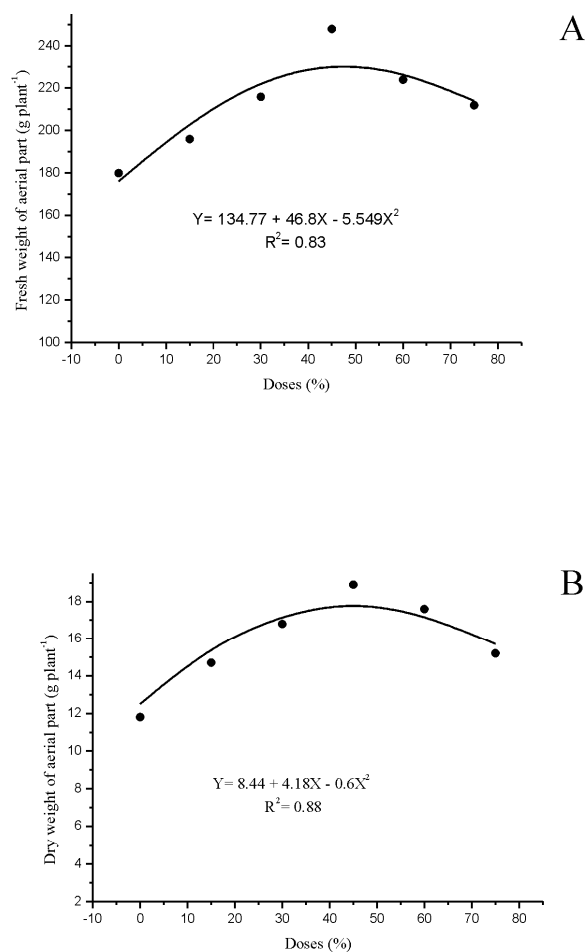 A
Fresh weight of aerial part (g plant⁻¹)
240
220
200
180
160
140
120
100
Y= 134.77 + 46.8X - 5.549X²
R²= 0.83
-10 0 10 20 30 40 50 60 70 80
Doses (%)
B
Dry weight of aerial part (g plant⁻¹)
18
16
14
12
10
8
6
4
2
Y= 8.44 + 4.18X - 0.6X²
R²= 0.88
-10 0 10 20 30 40 50 60 70 80
Doses (%)